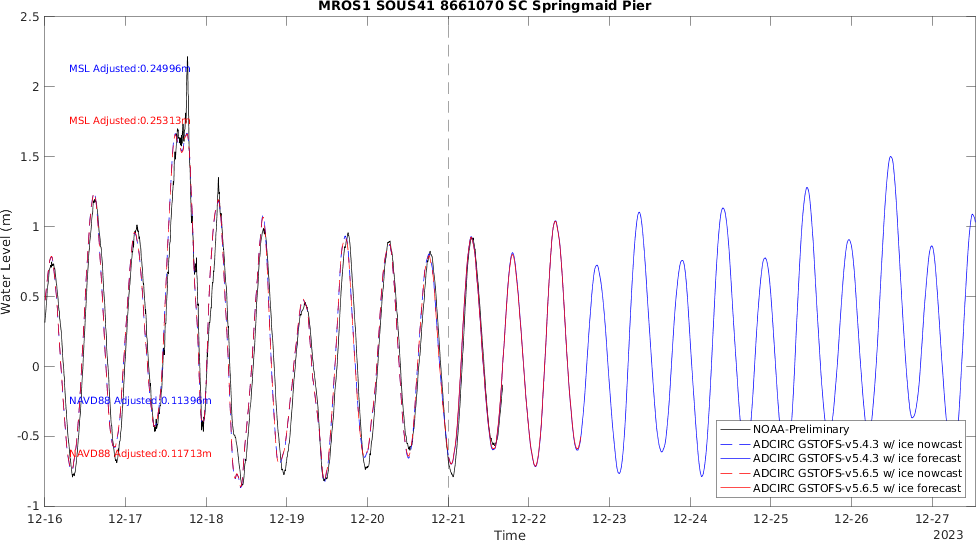 MROS1 SOUS41 8661070 SC Springmaid Pier
2.5
2
1.5
1
0.5
0
-0.5
-1
Water Level (m)
MSL Adjusted:0.24996m
MSL Adjusted:0.25313m
NAVD88 Adjusted:0.11396m
NAVD88 Adjusted:0.11713m
NOAA-Preliminary
ADCIRC GSTOFS-v5.4.3 w/ ice nowcast
ADCIRC GSTOFS-v5.4.3 w/ ice forecast
ADCIRC GSTOFS-v5.6.5 w/ ice nowcast
ADCIRC GSTOFS-v5.6.5 w/ ice forecast
12-16 12-17 12-18 12-19 12-20 12-21 12-22 12-23 12-24 12-25 12-26 12-27
Time
2023